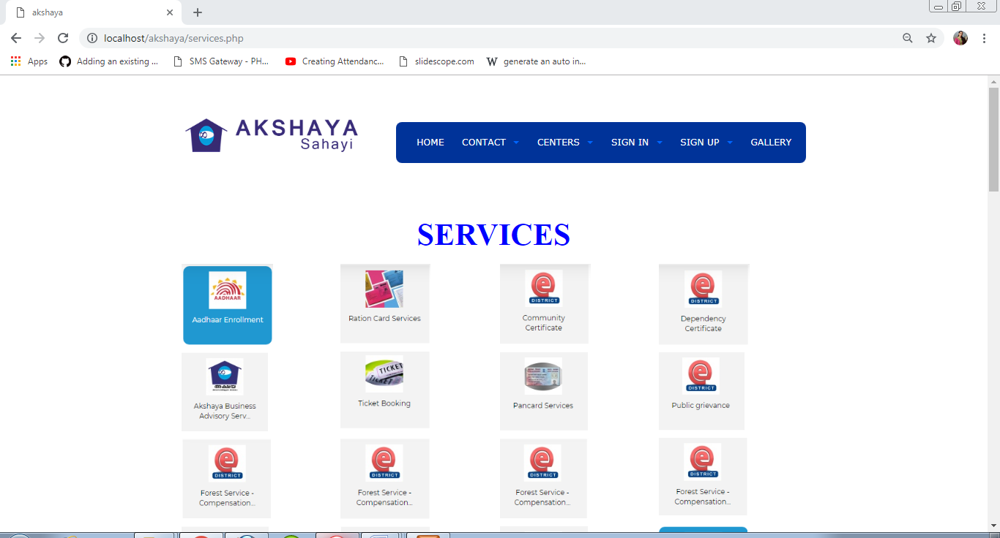 akshaya
localhost/akshaya/services.php
Apps
Adding an existing ...
SMS Gateway - PH...
Creating Attendanc...
slidescope.com
generate an auto in...
AKSHAYA
Sahayi
HOME
CONTACT
CENTERS
SIGN IN
SIGN UP
GALLERY
SERVICES
AADHAAR
Aadhaar Enrollment
Ration Card Services
e
DISTRICT
Community
Certificate
e
DISTRICT
Dependency
Certificate
അക്ഷയ
Akshaya Business
Advisory Serv...
TICKET
TICKET
Ticket Booking
Pancard Services
e
DISTRICT
Public grievance
e
DISTRICT
Forest Service -
Compensation...
e
DISTRICT
Forest Service -
Compensation...
e
DISTRICT
Forest Service -
Compensation...
e
DISTRICT
Forest Service -
Compensation...